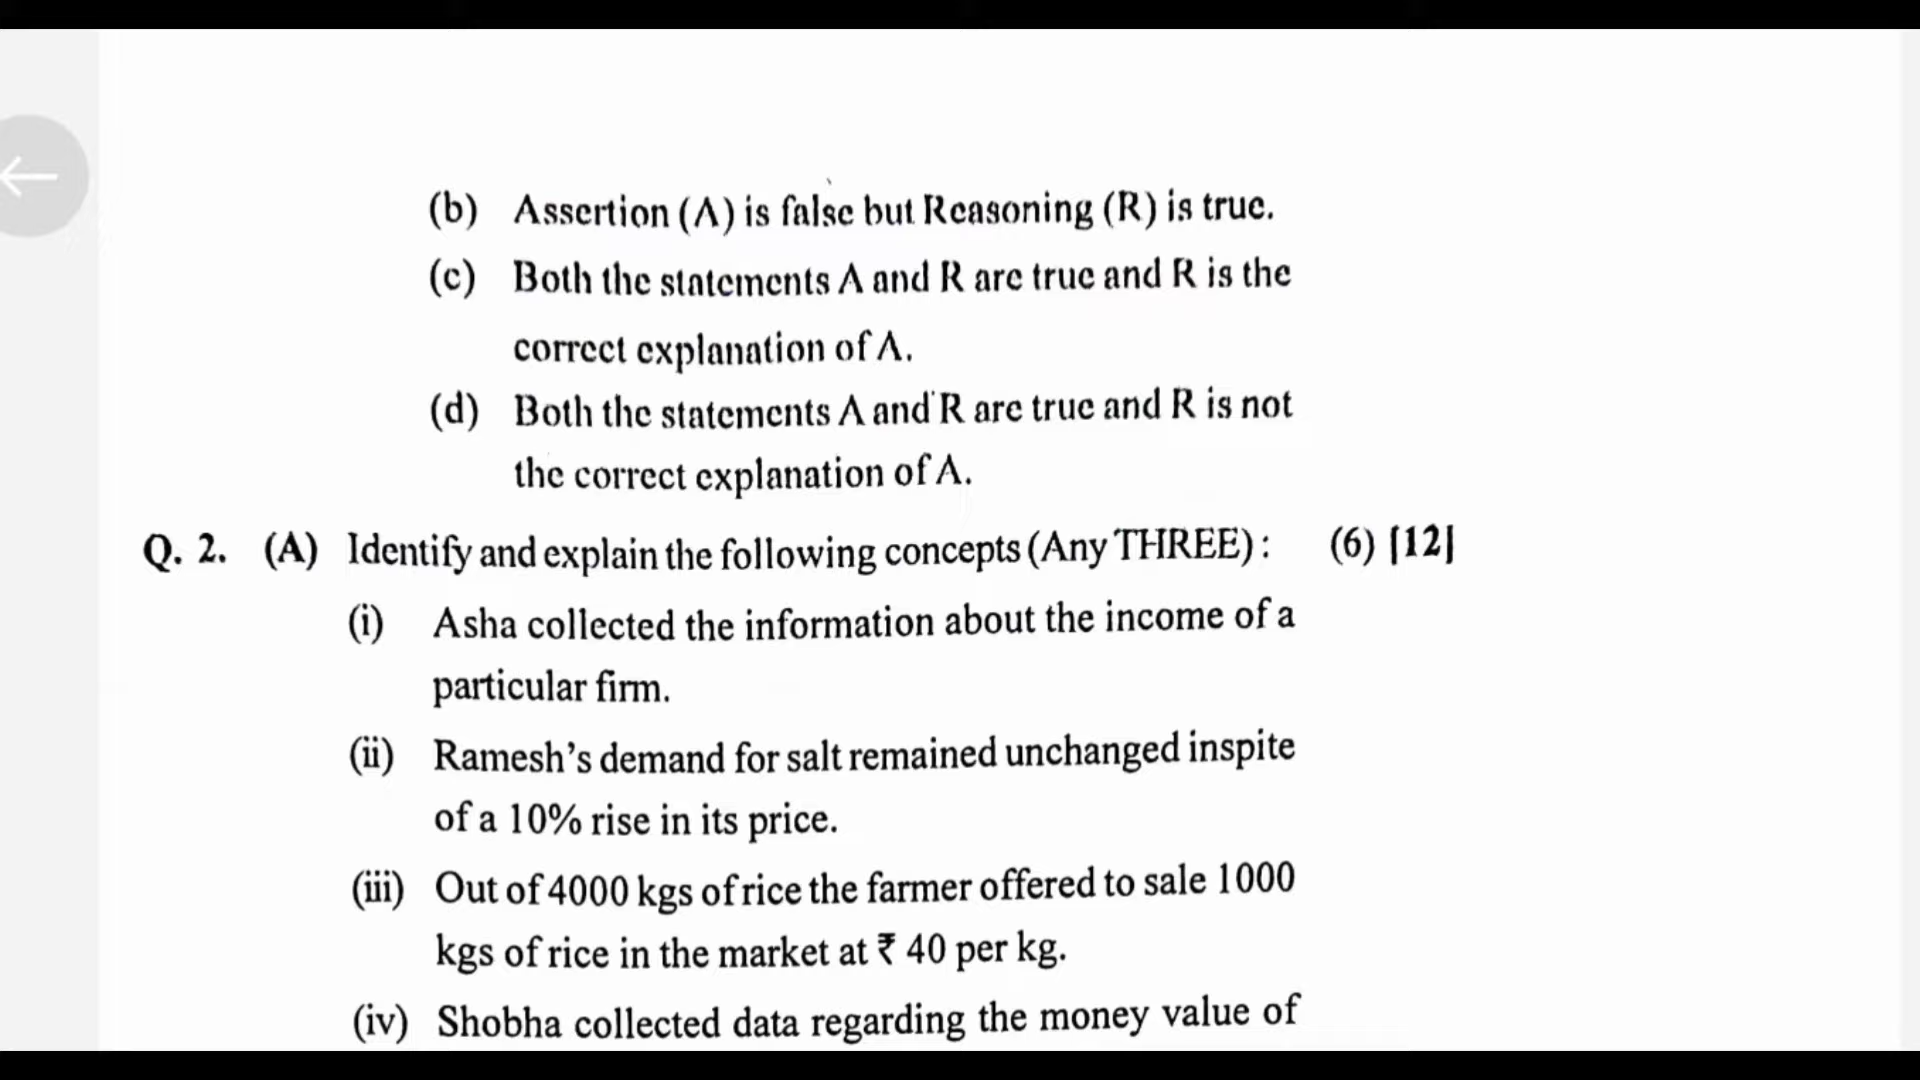 (b) Assertion (A) is false but Reasoning (R) is true.
(c) Both the statements A and R are true and R is the
correct explanation of A.
(d) Both the statements A and R are true and R is not
the correct explanation of A.
Q. 2. (A) Identify and explain the following concepts (Any THREE) : (6) [12]
(i) Asha collected the information about the income of a
particular firm.
(ii) Ramesh's demand for salt remained unchanged inspite
of a 10% rise in its price.
(iii) Out of 4000 kgs of rice the farmer offered to sale 1000
kgs of rice in the market at ₹ 40 per kg.
(iv) Shobha collected data regarding the money value of